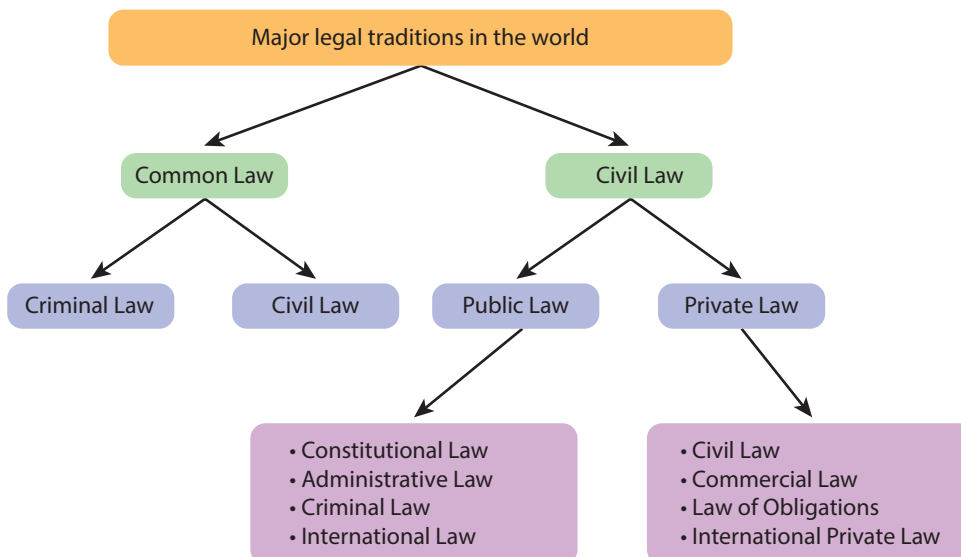 Major legal traditions in the world
Common Law
Civil Law
Criminal Law
Civil Law
Public Law
Private Law
• Constitutional Law
• Administrative Law
• Criminal Law
• International Law
• Civil Law
• Commercial Law
• Law of Obligations
• International Private Law